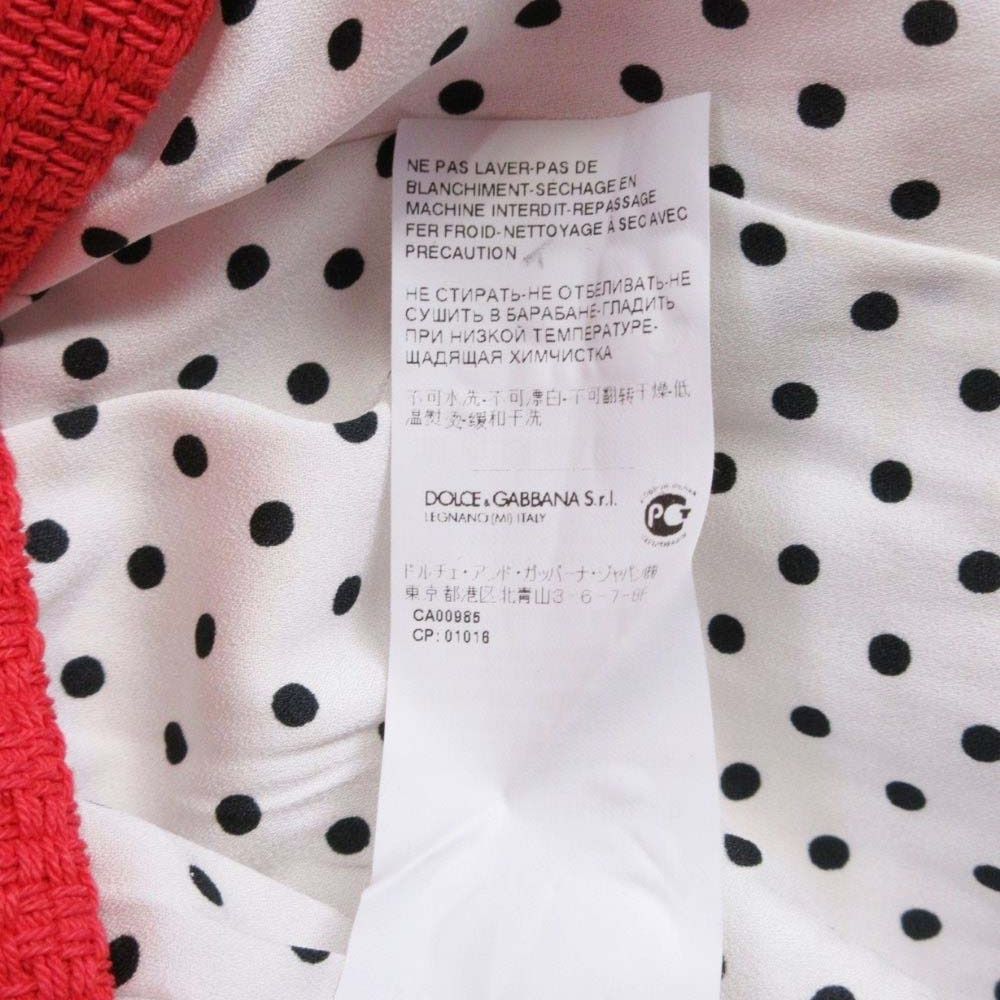 NE PAS LAVER-PAS DE
BLANCHIMENT-SÉCHAGE EN
MACHINE INTERDIT-REPASSAGE
FER FROID-NETTOYAGE À SEC AVEC
PRÉCAUTION
НЕ СТИРАТЬ-НЕ ОТБЕЛИВАТЬ-НЕ
СУШИТЬ В БАРАБАНЕ-ГЛАДИТЬ
ПРИ НИЗКОЙ ТЕМПЕРАТУРЕ-
ЩАДЯЩАЯ ХИМЧИСТКА
不可水洗-不可漂白-不可翻转干燥-低
温熨烫-缓和干洗
DOLCE & GABBANA S.r.l.
LEGNANO (MI) ITALY
РСТ
ドルチェ・アンド・ガッバーナ・ジャパン㈱
東京都港区北青山3-6-7-6F
CA00985
CP: 01016